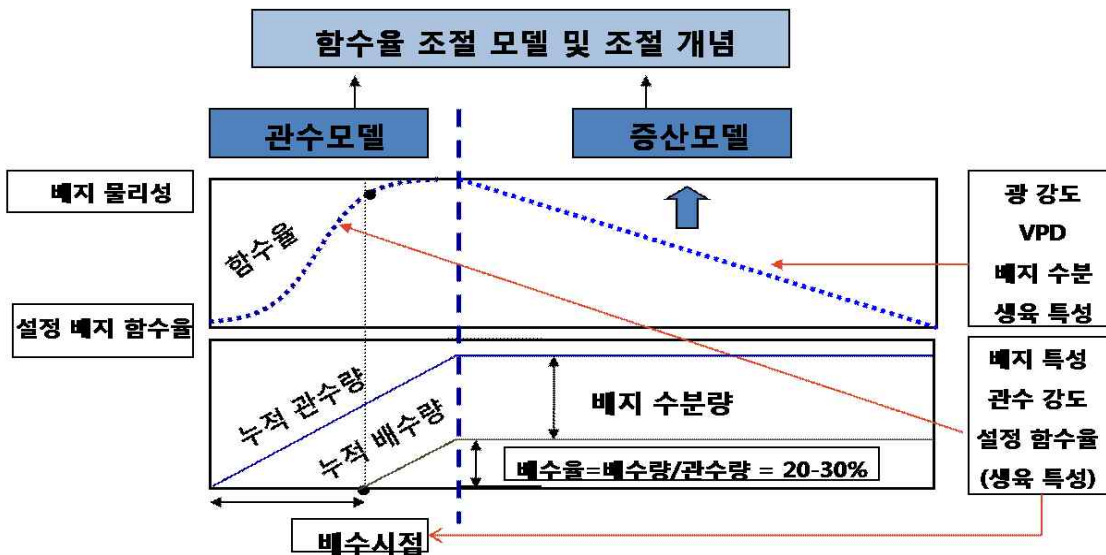 함수율 조절 모델 및 조절 개념
관수모델
증산모델
배지 물리성
함수율
설정 배지 함수율
광 강도
VPD
배지 수분
생육 특성
누적 관수량
누적 배수량
배지 수분량
배수율=배수량/관수량 = 20-30%
배지 특성
관수 강도
설정 함수율
(생육 특성)
배수시점